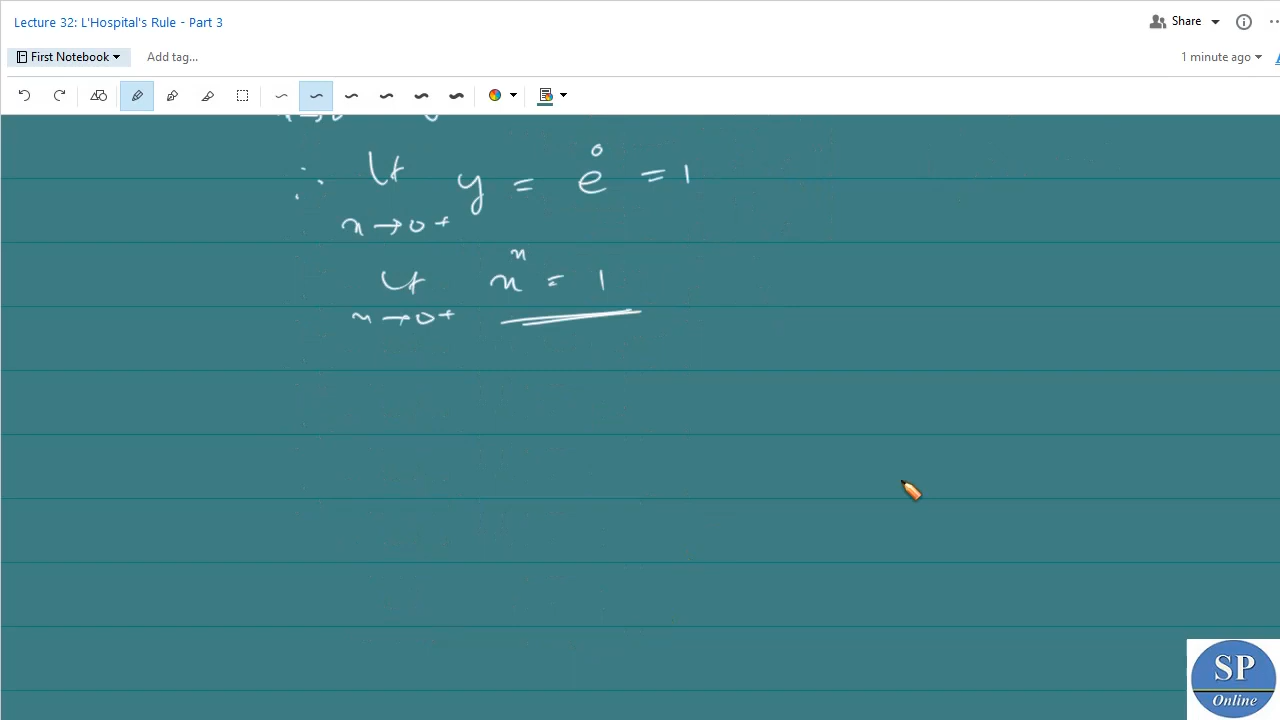 Lecture 32: L'Hospital's Rule - Part 3
Share
First Notebook
Add tag...
1 minute ago
∴ Lt y = e⁰ = 1
x → 0+
Lt xˣ = 1
x → 0+
SP
Online